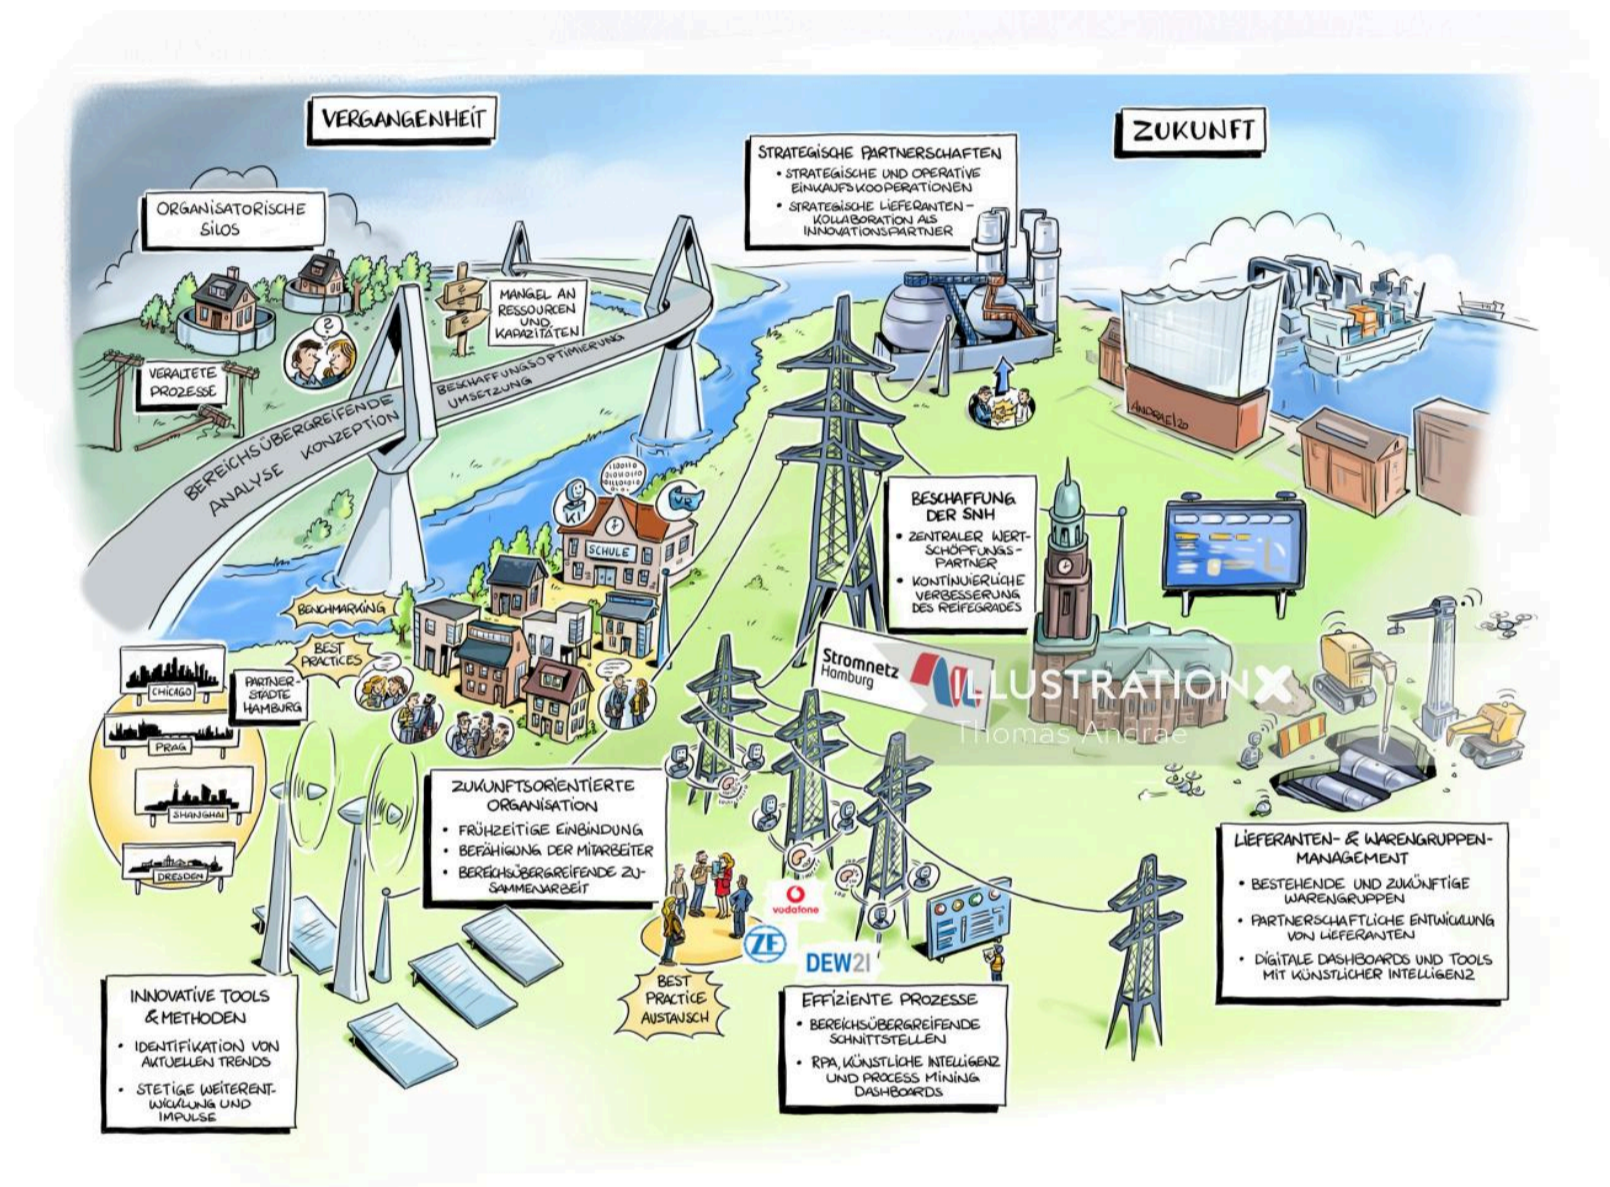 VERGANGENHEIT
ZUKUNFT
ORGANISATORISCHE
SILOS
STRATEGISCHE PARTNERSCHAFTEN
• STRATEGISCHE UND OPERATIVE
EINKAUFSKOOPERATIONEN
• STRATEGISCHE LIEFERANTEN-
KOLLABORATION ALS
INNOVATIONSPARTNER
MANGEL AN
RESSOURCEN
UND
KAPAZITÄTEN
?
VERALTETE
PROZESSE
BEREICHSÜBERGREIFENDE
ANALYSE KONZEPTION
BESCHAFFUNGSOPTIMIERUNG
UMSETZUNG
ANDRAE|20
KI
VR
SCHULE
BESCHAFFUNG
DER SNH
• ZENTRALER WERT-
SCHÖPFUNGS-
PARTNER
• KONTINUIERLICHE
VERBESSERUNG
DES REIFEGRADES
BENCHMARKING
BEST
PRACTICES
PARTNER-
STÄDTE
HAMBURG
CHICAGO
PRAG
SHANGHAI
DRESDEN
Stromnetz
Hamburg
ILLUSTRATIONX
Thomas Andrae
ZUKUNFTSORIENTIERTE
ORGANISATION
• FRÜHZEITIGE EINBINDUNG
• BEFÄHIGUNG DER MITARBEITER
• BEREICHSÜBERGREIFENDE ZU-
SAMMENARBEIT
LIEFERANTEN- & WARENGRUPPEN-
MANAGEMENT
• BESTEHENDE UND ZUKÜNFTIGE
WARENGRUPPEN
• PARTNERSCHAFTLICHE ENTWICKLUNG
VON LIEFERANTEN
• DIGITALE DASHBOARDS UND TOOLS
MIT KÜNSTLICHER INTELLIGENZ
vodafone
ZF
DEW21
BEST
PRACTICE
AUSTAUSCH
INNOVATIVE TOOLS
& METHODEN
• IDENTIFIKATION VON
AKTUELLEN TRENDS
• STETIGE WEITERENT-
WICKLUNG UND
IMPULSE
EFFIZIENTE PROZESSE
• BEREICHSÜBERGREIFENDE
SCHNITTSTELLEN
• RPA, KÜNSTLICHE INTELLIGENZ
UND PROCESS MINING
DASHBOARDS